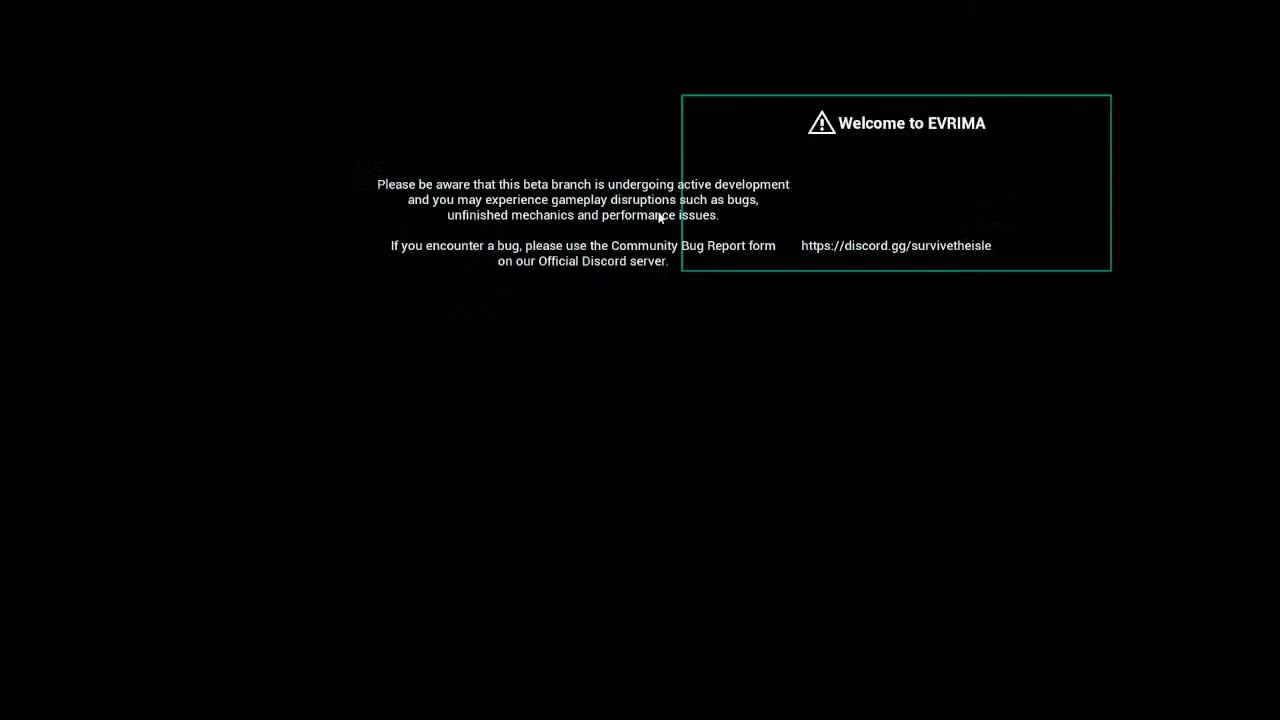 Welcome to EVRIMA
Please be aware that this beta branch is undergoing active development
and you may experience gameplay disruptions such as bugs,
unfinished mechanics and performance issues.
If you encounter a bug, please use the Community Bug Report form
on our Official Discord server.
https://discord.gg/survivetheisle